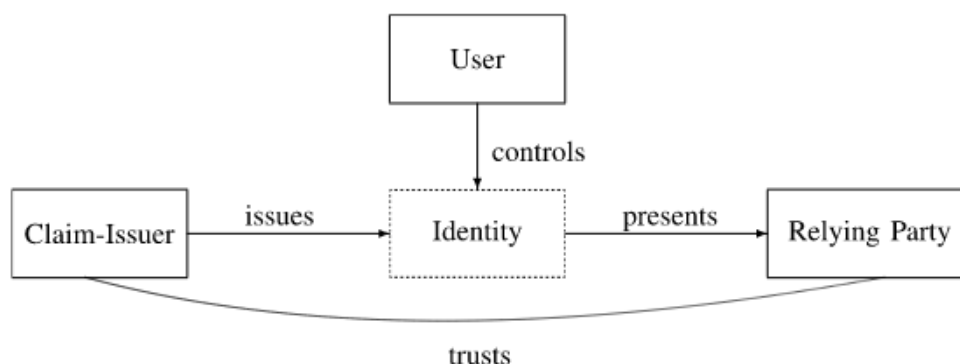 User
controls
issues
presents
Claim-Issuer
Identity
Relying Party
trusts